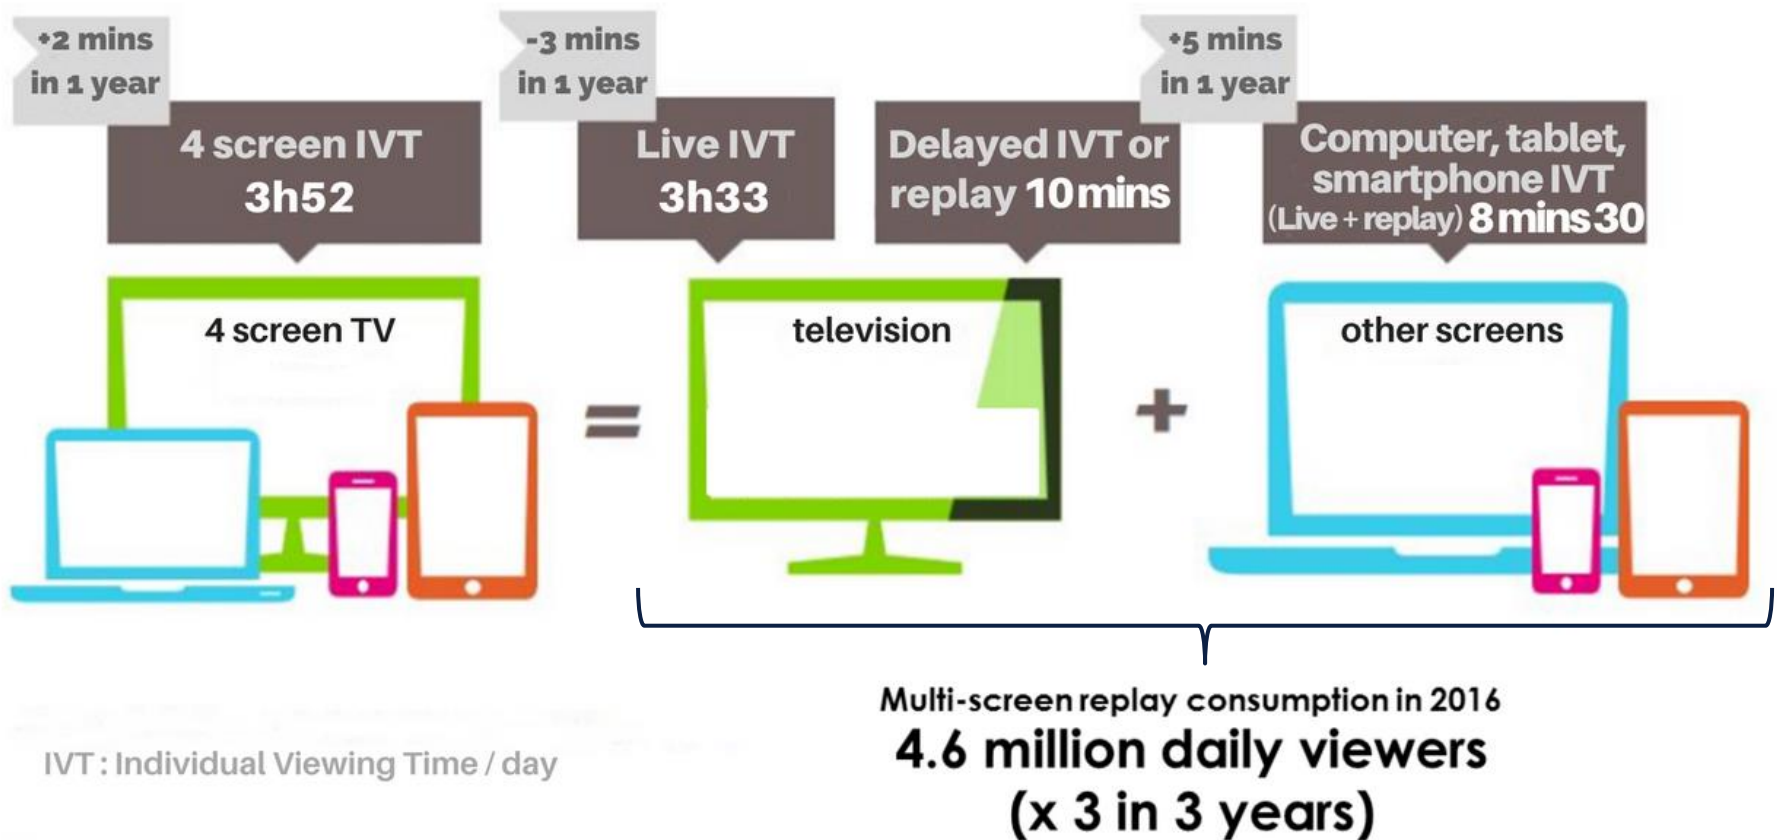 +2 mins
in 1 year
4 screen IVT
3h52
-3 mins
in 1 year
Live IVT
3h33
Delayed IVT or
replay 10 mins
+5 mins
in 1 year
Computer, tablet,
smartphone IVT
(Live + replay) 8 mins 30
4 screen TV
=
television
+
other screens
Multi-screen replay consumption in 2016
4.6 million daily viewers
(x 3 in 3 years)
IVT : Individual Viewing Time / day